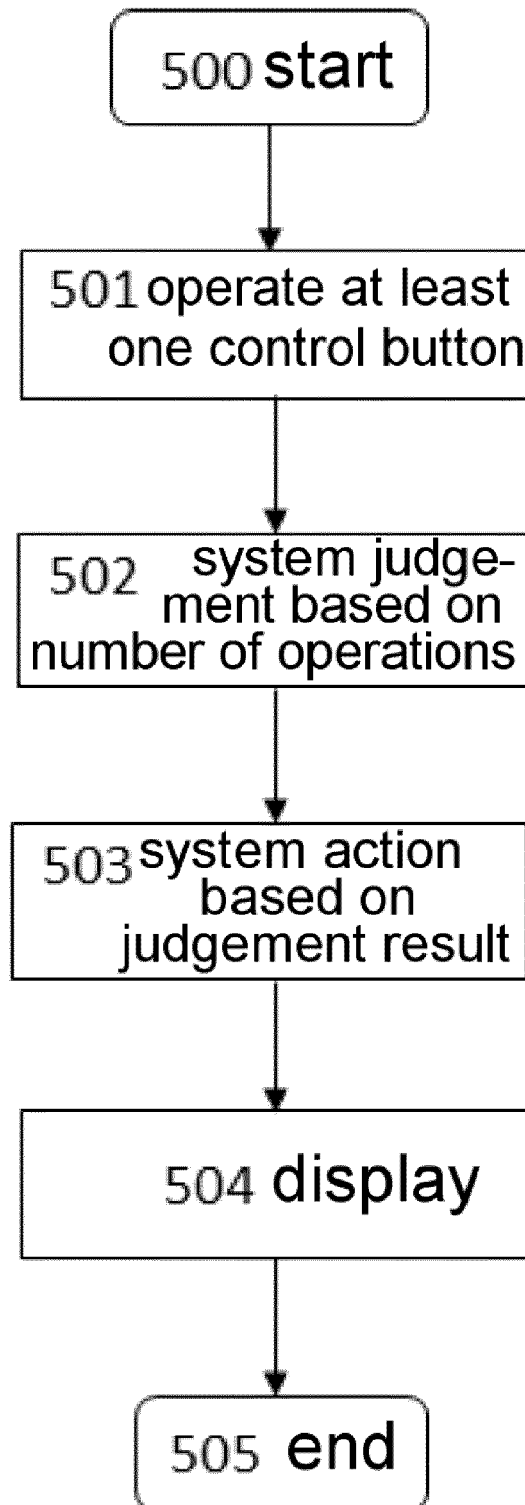 500 start
501 operate at least
one control button
502 system judge-
ment based on
number of operations
503 system action
based on
judgement result
504 display
505 end